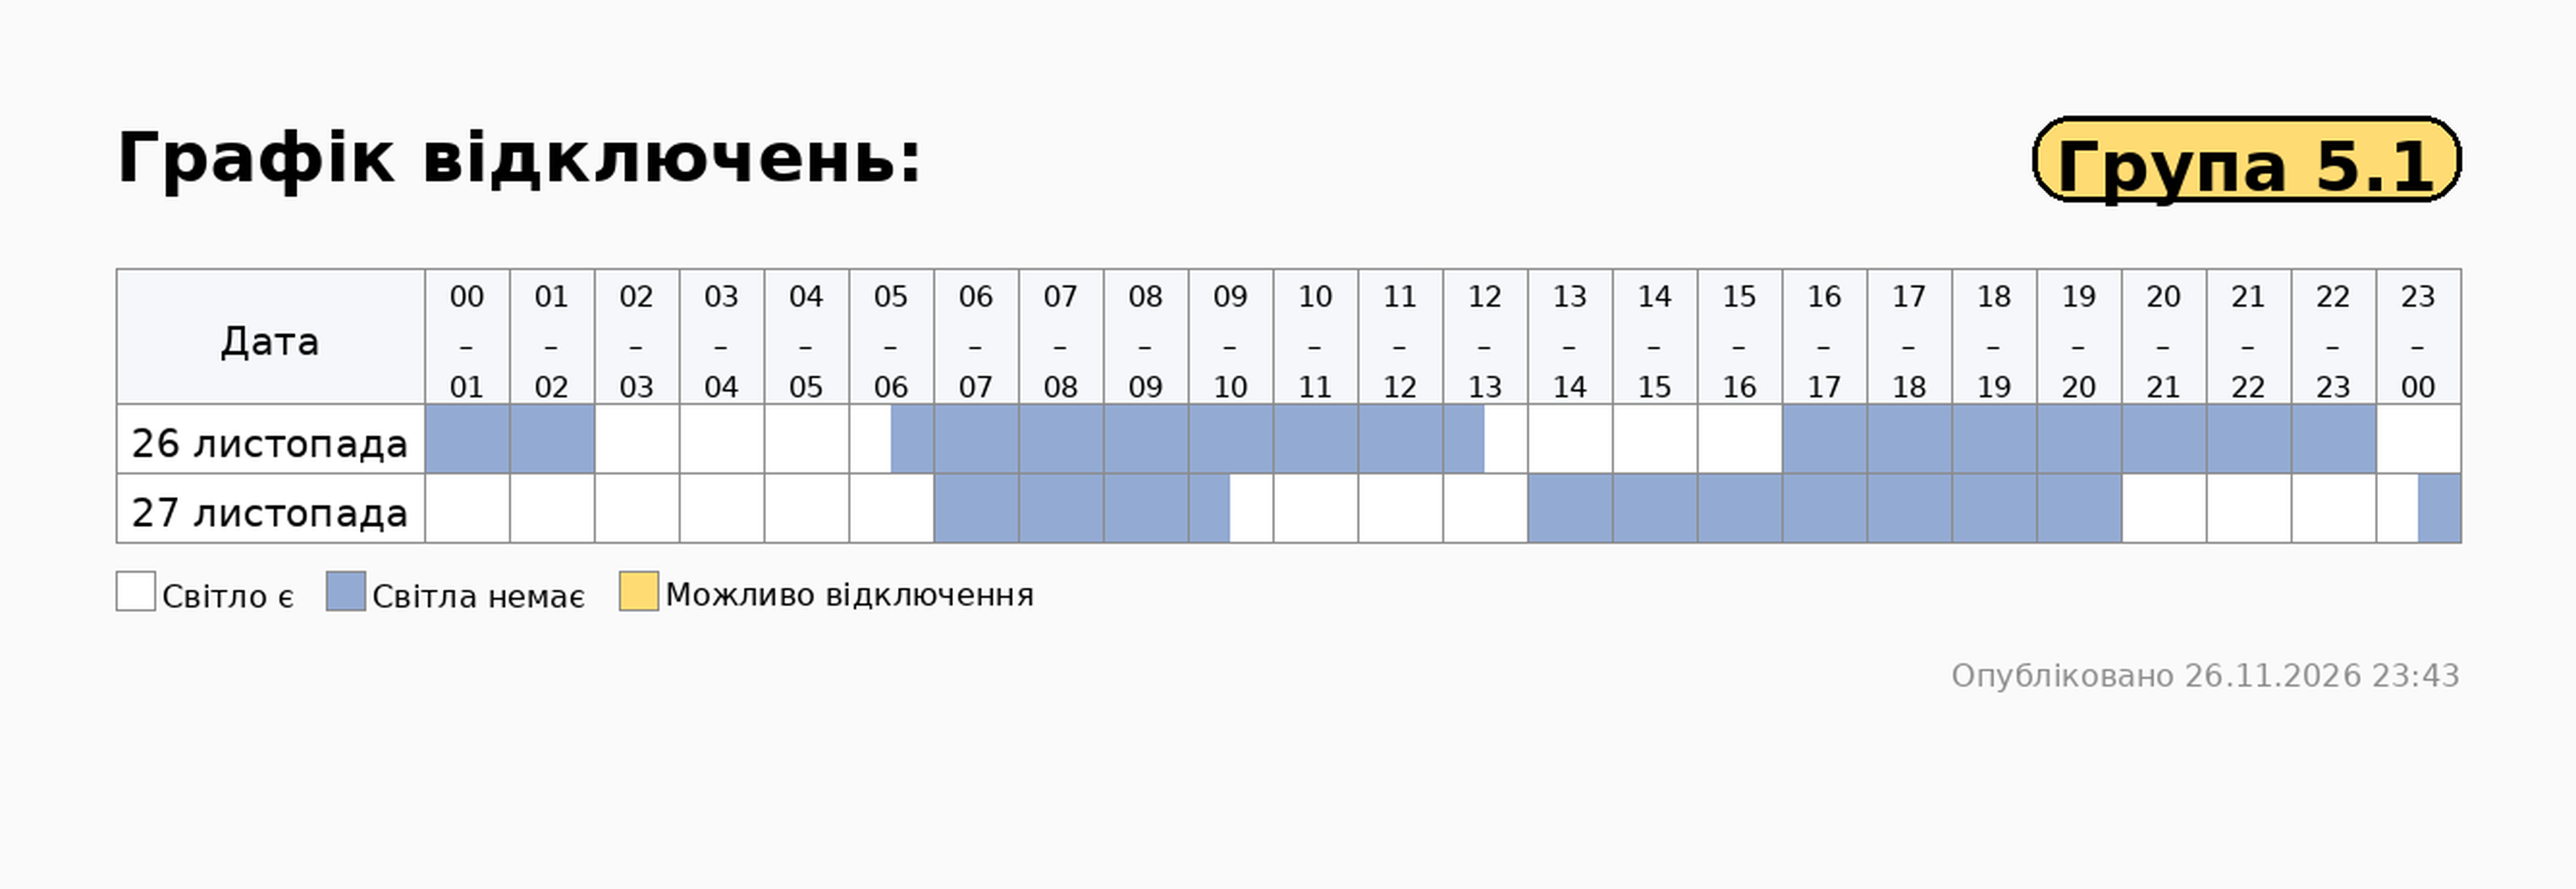 Графік відключень:
Група 5.1
Дата
00 – 01
01 – 02
02 – 03
03 – 04
04 – 05
05 – 06
06 – 07
07 – 08
08 – 09
09 – 10
10 – 11
11 – 12
12 – 13
13 – 14
14 – 15
15 – 16
16 – 17
17 – 18
18 – 19
19 – 20
20 – 21
21 – 22
22 – 23
23 – 00
26 листопада
27 листопада
Світло є
Світла немає
Можливо відключення
Опубліковано 26.11.2026 23:43